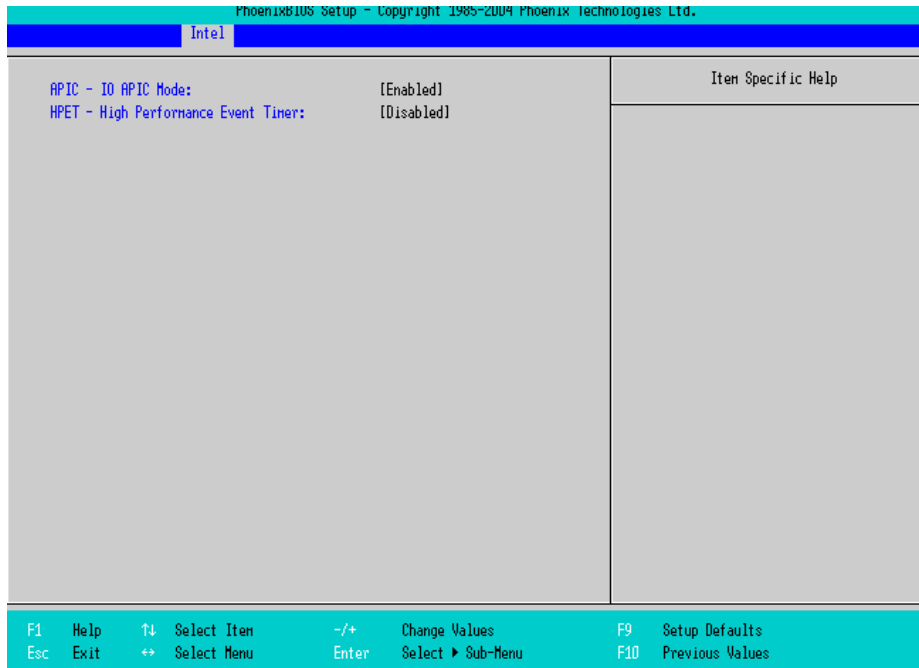 PhoenixBIOS Setup - Copyright 1985-2004 Phoenix Technologies Ltd.
Intel
APIC - IO APIC Mode: [Enabled]
HPET - High Performance Event Timer: [Disabled]
Item Specific Help
F1 Help ↑↓ Select Item -/+ Change Values F9 Setup Defaults
Esc Exit ↔ Select Menu Enter Select ▶ Sub-Menu F10 Previous Values